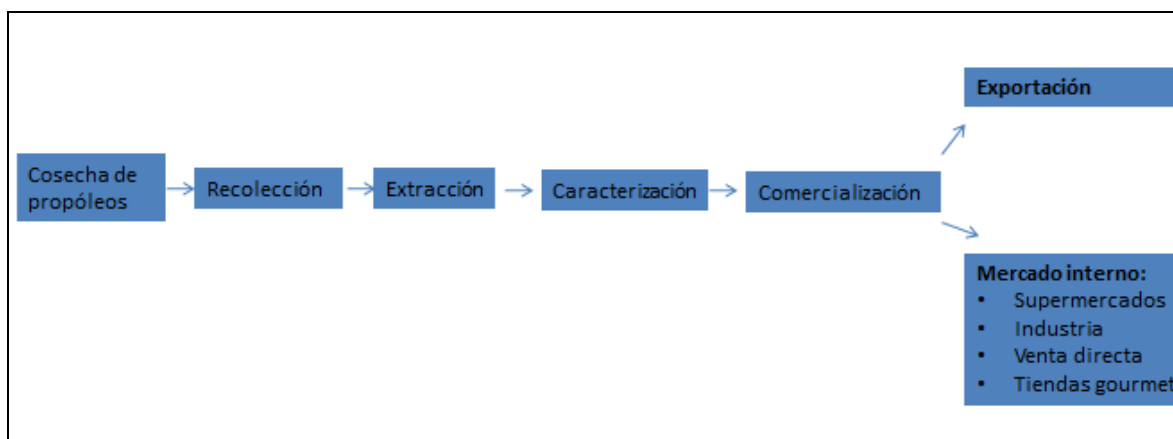 Exportación
Cosecha de
propóleos
Recolección
Extracción
Caracterización
Comercialización
Mercado interno:
• Supermercados
• Industria
• Venta directa
• Tiendas gourmet